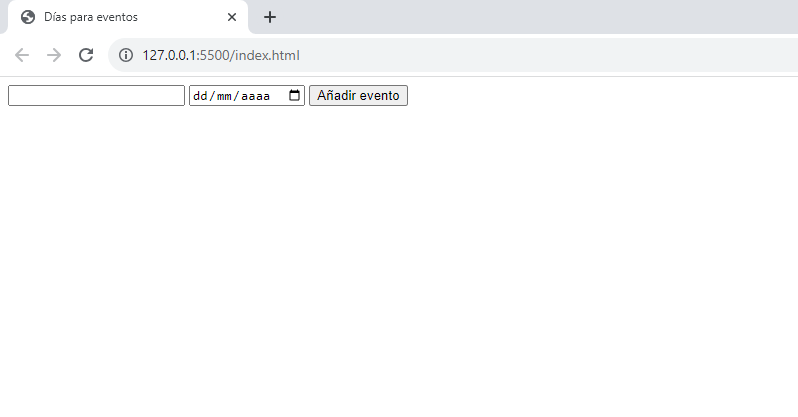 Días para eventos
127.0.0.1:5500/index.html
dd/mm/aaaa Añadir evento